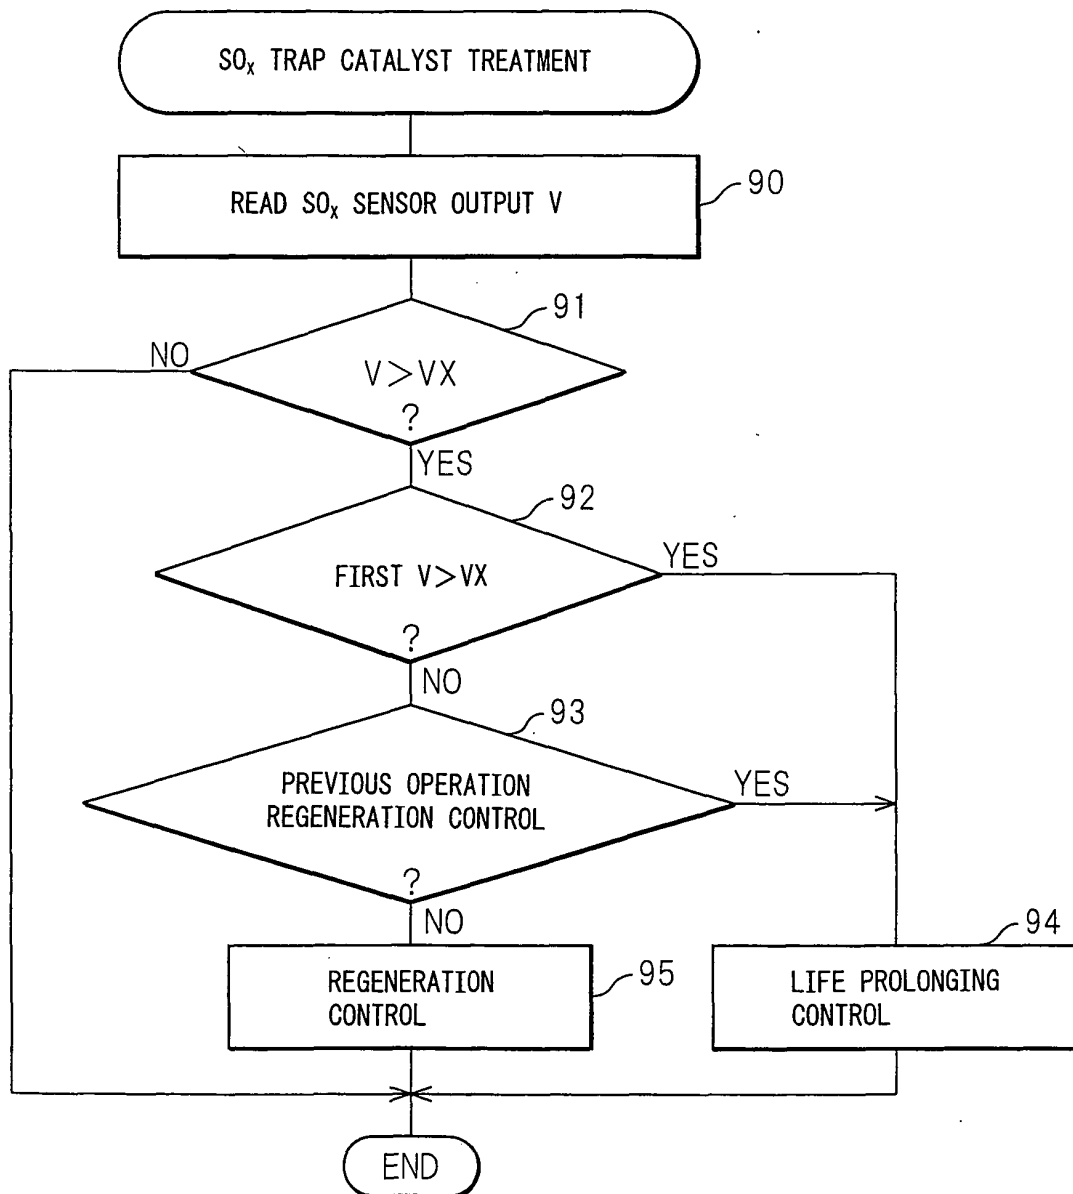 SOx TRAP CATALYST TREATMENT
READ SOx SENSOR OUTPUT V
90
91
NO
V>VX
?
YES
92
FIRST V>VX
YES
?
NO
93
PREVIOUS OPERATION
REGENERATION CONTROL
YES
?
NO
REGENERATION
CONTROL
95
94
LIFE PROLONGING
CONTROL
END